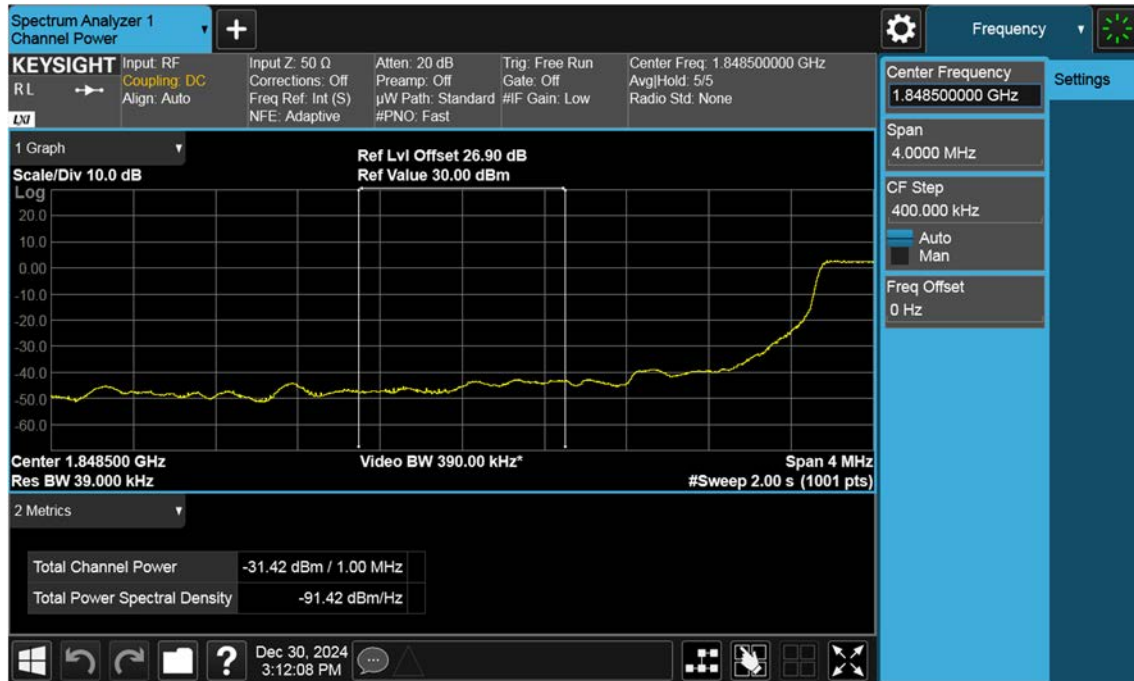 Spectrum Analyzer 1
Channel Power
Frequency
KEYSIGHT
R L
LXI
Input: RF
Coupling: DC
Align: Auto
Input Z: 50 Ω
Corrections: Off
Freq Ref: Int (S)
NFE: Adaptive
Atten: 20 dB
Preamp: Off
µW Path: Standard
#PNO: Fast
Trig: Free Run
Gate: Off
#IF Gain: Low
Center Freq: 1.848500000 GHz
Avg|Hold: 5/5
Radio Std: None
Center Frequency
1.848500000 GHz
Settings
Span
4.0000 MHz
CF Step
400.000 kHz
Auto
Man
Freq Offset
0 Hz
1 Graph
Scale/Div 10.0 dB
Ref Lvl Offset 26.90 dB
Ref Value 30.00 dBm
Log
20.0
10.0
0.00
-10.0
-20.0
-30.0
-40.0
-50.0
-60.0
Center 1.848500 GHz
Video BW 390.00 kHz*
Span 4 MHz
Res BW 39.000 kHz
#Sweep 2.00 s (1001 pts)
2 Metrics
Total Channel Power
-31.42 dBm / 1.00 MHz
Total Power Spectral Density
-91.42 dBm/Hz
?
Dec 30, 2024
3:12:08 PM